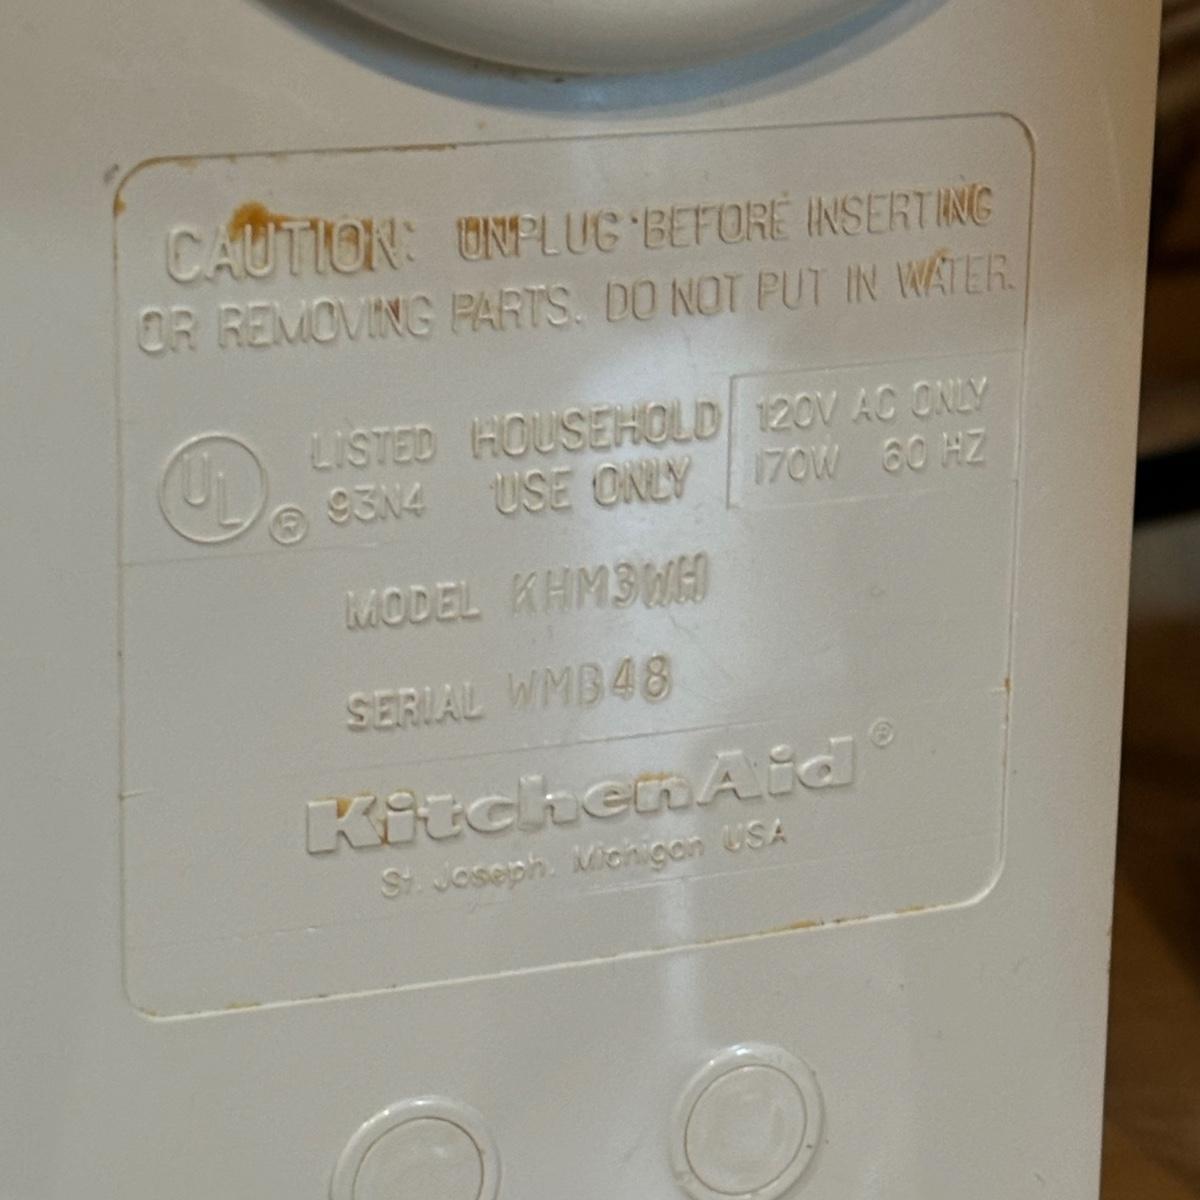 CAUTION: UNPLUG BEFORE INSERTING
OR REMOVING PARTS. DO NOT PUT IN WATER.
UL ® LISTED 93N4
HOUSEHOLD
USE ONLY
120V AC ONLY
170W 60 HZ
MODEL KHM3WH
SERIAL WMB48
KitchenAid ®
St. Joseph, Michigan USA